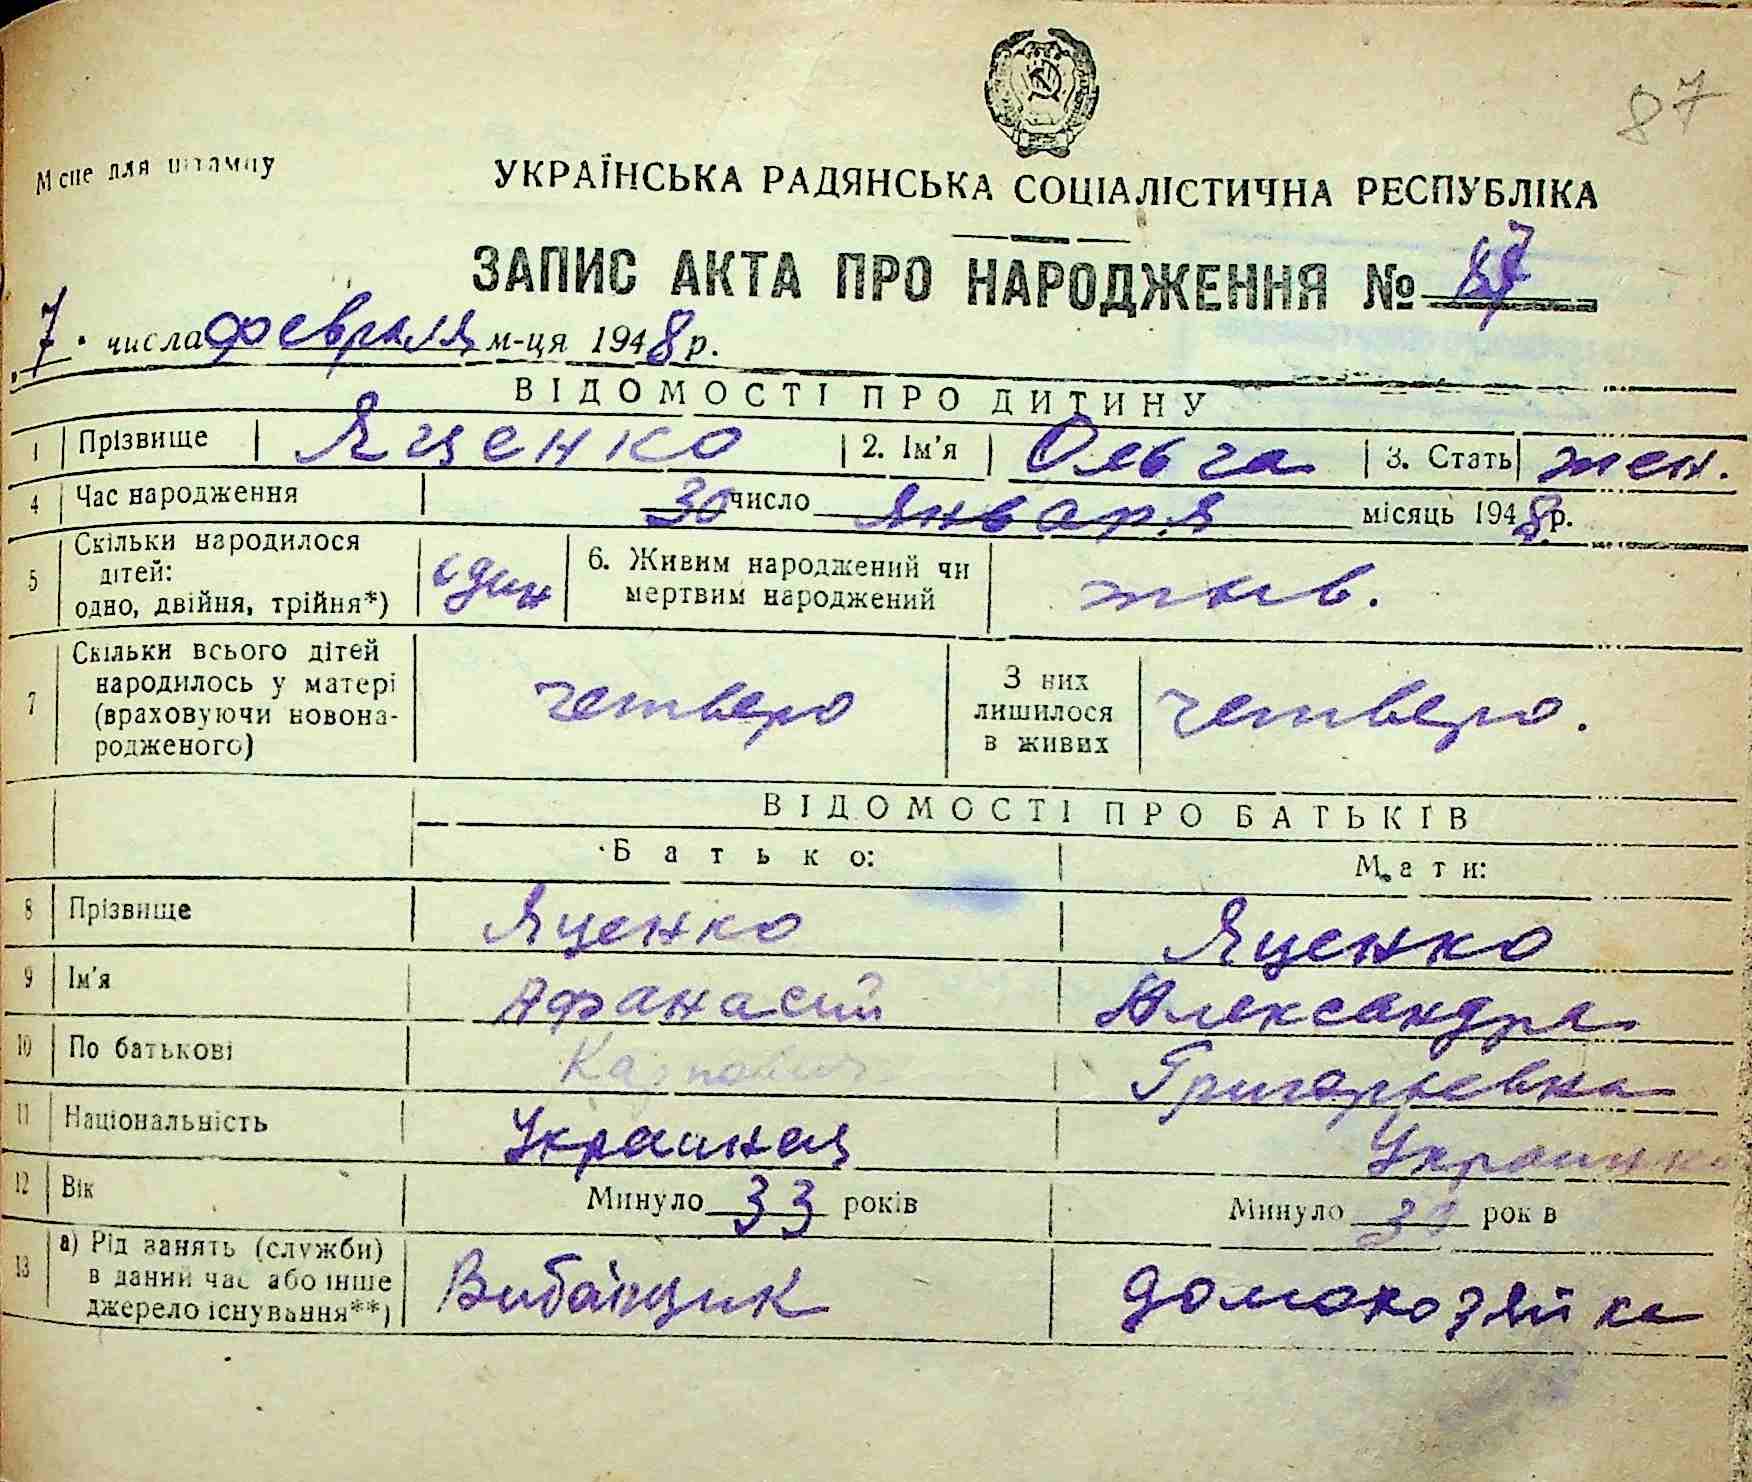 87
Місце для штампу
УКРАЇНСЬКА РАДЯНСЬКА СОЦІАЛІСТИЧНА РЕСПУБЛІКА
ЗАПИС АКТА ПРО НАРОДЖЕННЯ № 87
"7" числа февраля м-ця 1948 р.
ВІДОМОСТІ ПРО ДИТИНУ
1 Прізвище Яценко 2. Ім'я Ольга 3. Стать жен.
4 Час народження 30 число января місяць 1948 р.
5 Скільки народилося дітей: одно, двійня, трійня*) один 6. Живим народжений чи мертвим народжений жив.
7 Скільки всього дітей народилось у матері (враховуючи новонародженого) четверо З них лишилося в живих четверо.
ВІДОМОСТІ ПРО БАТЬКІВ
Батько: Мати:
8 Прізвище Яценко Яценко
9 Ім'я Афанасий Александра
10 По батькові Карпович Григорьевна
11 Національність Украинец Украинка
12 Вік Минуло 33 років Минуло років
13 а) Рід занять (служби) в даний час або інше джерело існування**) домохозяйка